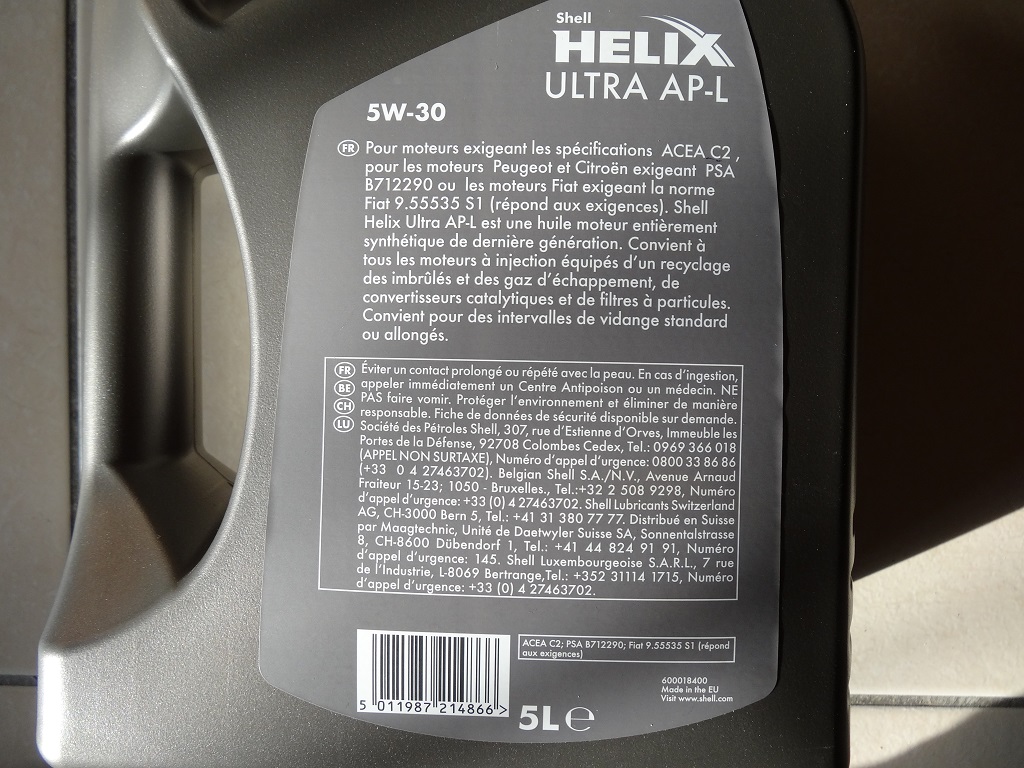 Shell
HELIX
ULTRA AP-L
5W-30
FR Pour moteurs exigeant les spécifications ACEA C2 ,
pour les moteurs Peugeot et Citroën exigeant PSA
B712290 ou les moteurs Fiat exigeant la norme
Fiat 9.55535 S1 (répond aux exigences). Shell
Helix Ultra AP-L est une huile moteur entièrement
synthétique de dernière génération. Convient à
tous les moteurs à injection équipés d'un recyclage
des imbrûlés et des gaz d'échappement, de
convertisseurs catalytiques et de filtres à particules.
Convient pour des intervalles de vidange standard
ou allongés.
FR Éviter un contact prolongé ou répété avec la peau. En cas d'ingestion,
BE appeler immédiatement un Centre Antipoison ou un médecin. NE
CH PAS faire vomir. Protéger l'environnement et éliminer de manière
LU responsable. Fiche de données de sécurité disponible sur demande.
Société des Pétroles Shell, 307, rue d'Estienne d'Orves, Immeuble les
Portes de la Défense, 92708 Colombes Cedex, Tel.: 0969 366 018
(APPEL NON SURTAXE), Numéro d'appel d'urgence: 0800 33 86 86
(+33 0 4 27463702). Belgian Shell S.A./N.V., Avenue Arnaud
Fraiteur 15-23; 1050 - Bruxelles., Tel.:+32 2 508 9298, Numéro
d'appel d'urgence: +33 (0) 4 27463702. Shell Lubricants Switzerland
AG, CH-3000 Bern 5, Tel.: +41 31 380 77 77. Distribué en Suisse
par Maagtechnic, Unité de Daetwyler Suisse SA, Sonnentalstrasse
8, CH-8600 Dübendorf 1, Tel.: +41 44 824 91 91, Numéro
d'appel d'urgence: 145. Shell Luxembourgeoise S.A.R.L., 7 rue
de l'Industrie, L-8069 Bertrange,Tel.: +352 31114 1715, Numéro
d'appel d'urgence: +33 (0) 4 27463702.
ACEA C2; PSA B712290; Fiat 9.55535 S1 (répond
aux exigences)
600018400
Made in the EU
Visit www.shell.com
5 011987 214866 >
5L ℮